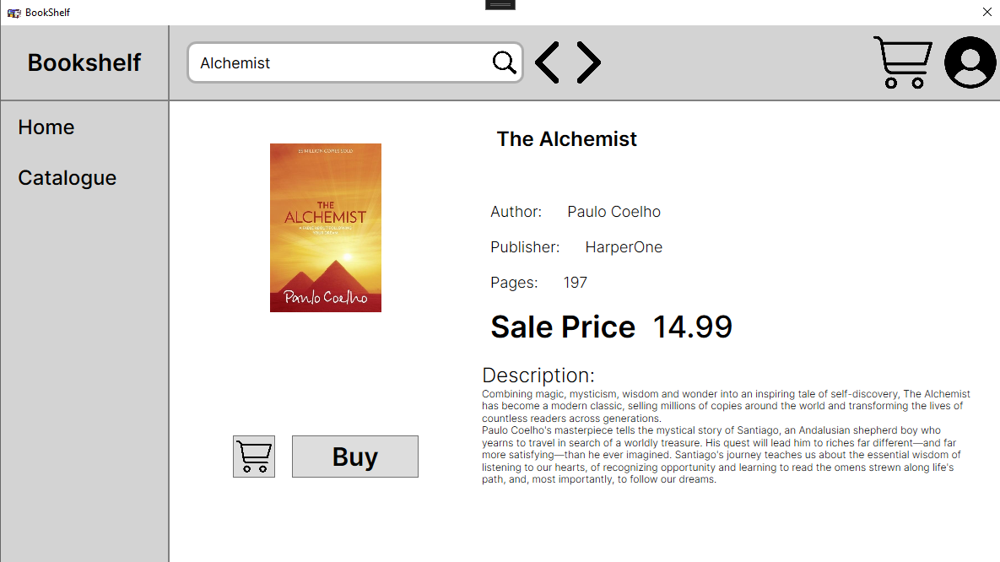 BookShelf
Bookshelf
Alchemist
Home
Catalogue
The Alchemist
THE
ALCHEMIST
Paulo Coelho
Author: Paulo Coelho
Publisher: HarperOne
Pages: 197
Sale Price 14.99
Description:
Combining magic, mysticism, wisdom and wonder into an inspiring tale of self-discovery, The Alchemist
has become a modern classic, selling millions of copies around the world and transforming the lives of
countless readers across generations.
Paulo Coelho's masterpiece tells the mystical story of Santiago, an Andalusian shepherd boy who
yearns to travel in search of a worldly treasure. His quest will lead him to riches far different—and far
more satisfying—than he ever imagined. Santiago's journey teaches us about the essential wisdom of
listening to our hearts, of recognizing opportunity and learning to read the omens strewn along life's
path, and, most importantly, to follow our dreams.
Buy